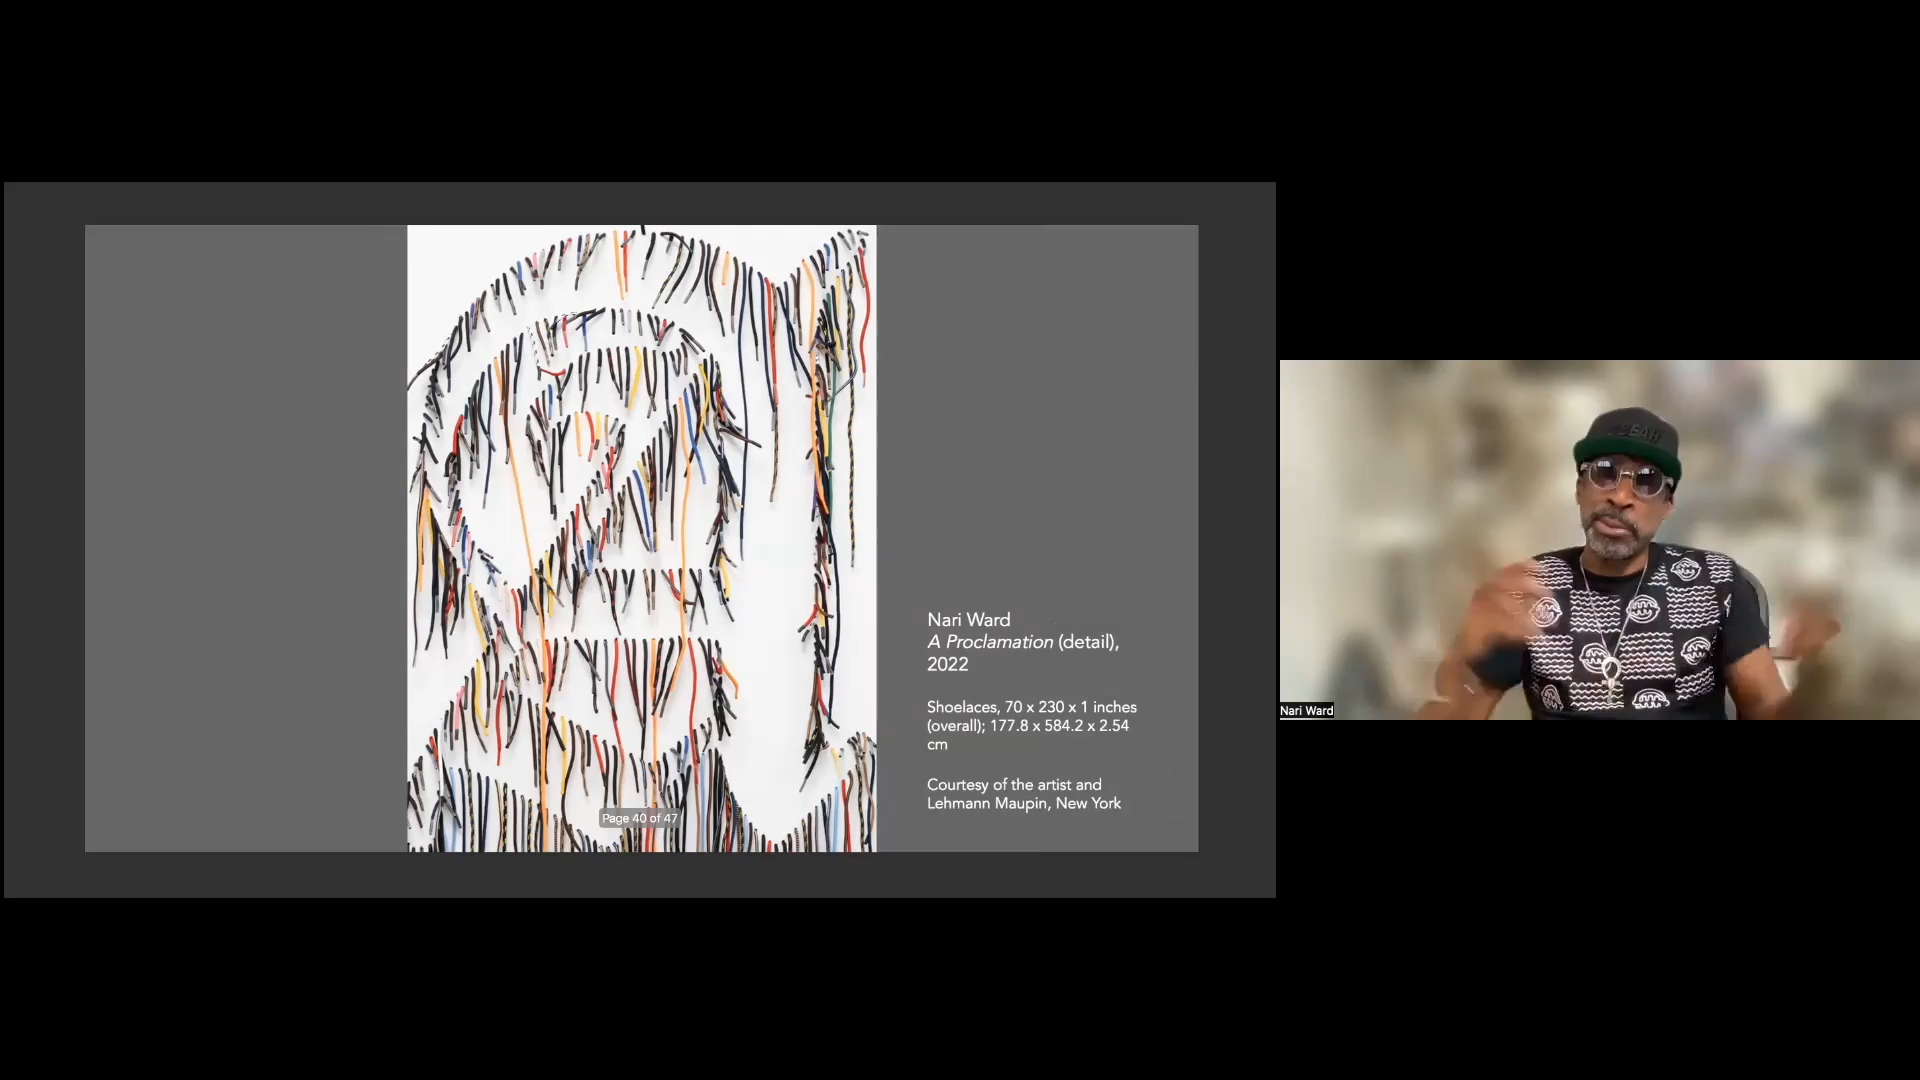 Nari Ward
A Proclamation (detail),
2022
Shoelaces, 70 x 230 x 1 inches
(overall); 177.8 x 584.2 x 2.54
cm
Courtesy of the artist and
Lehmann Maupin, New York
Page 40 of 47
Nari Ward